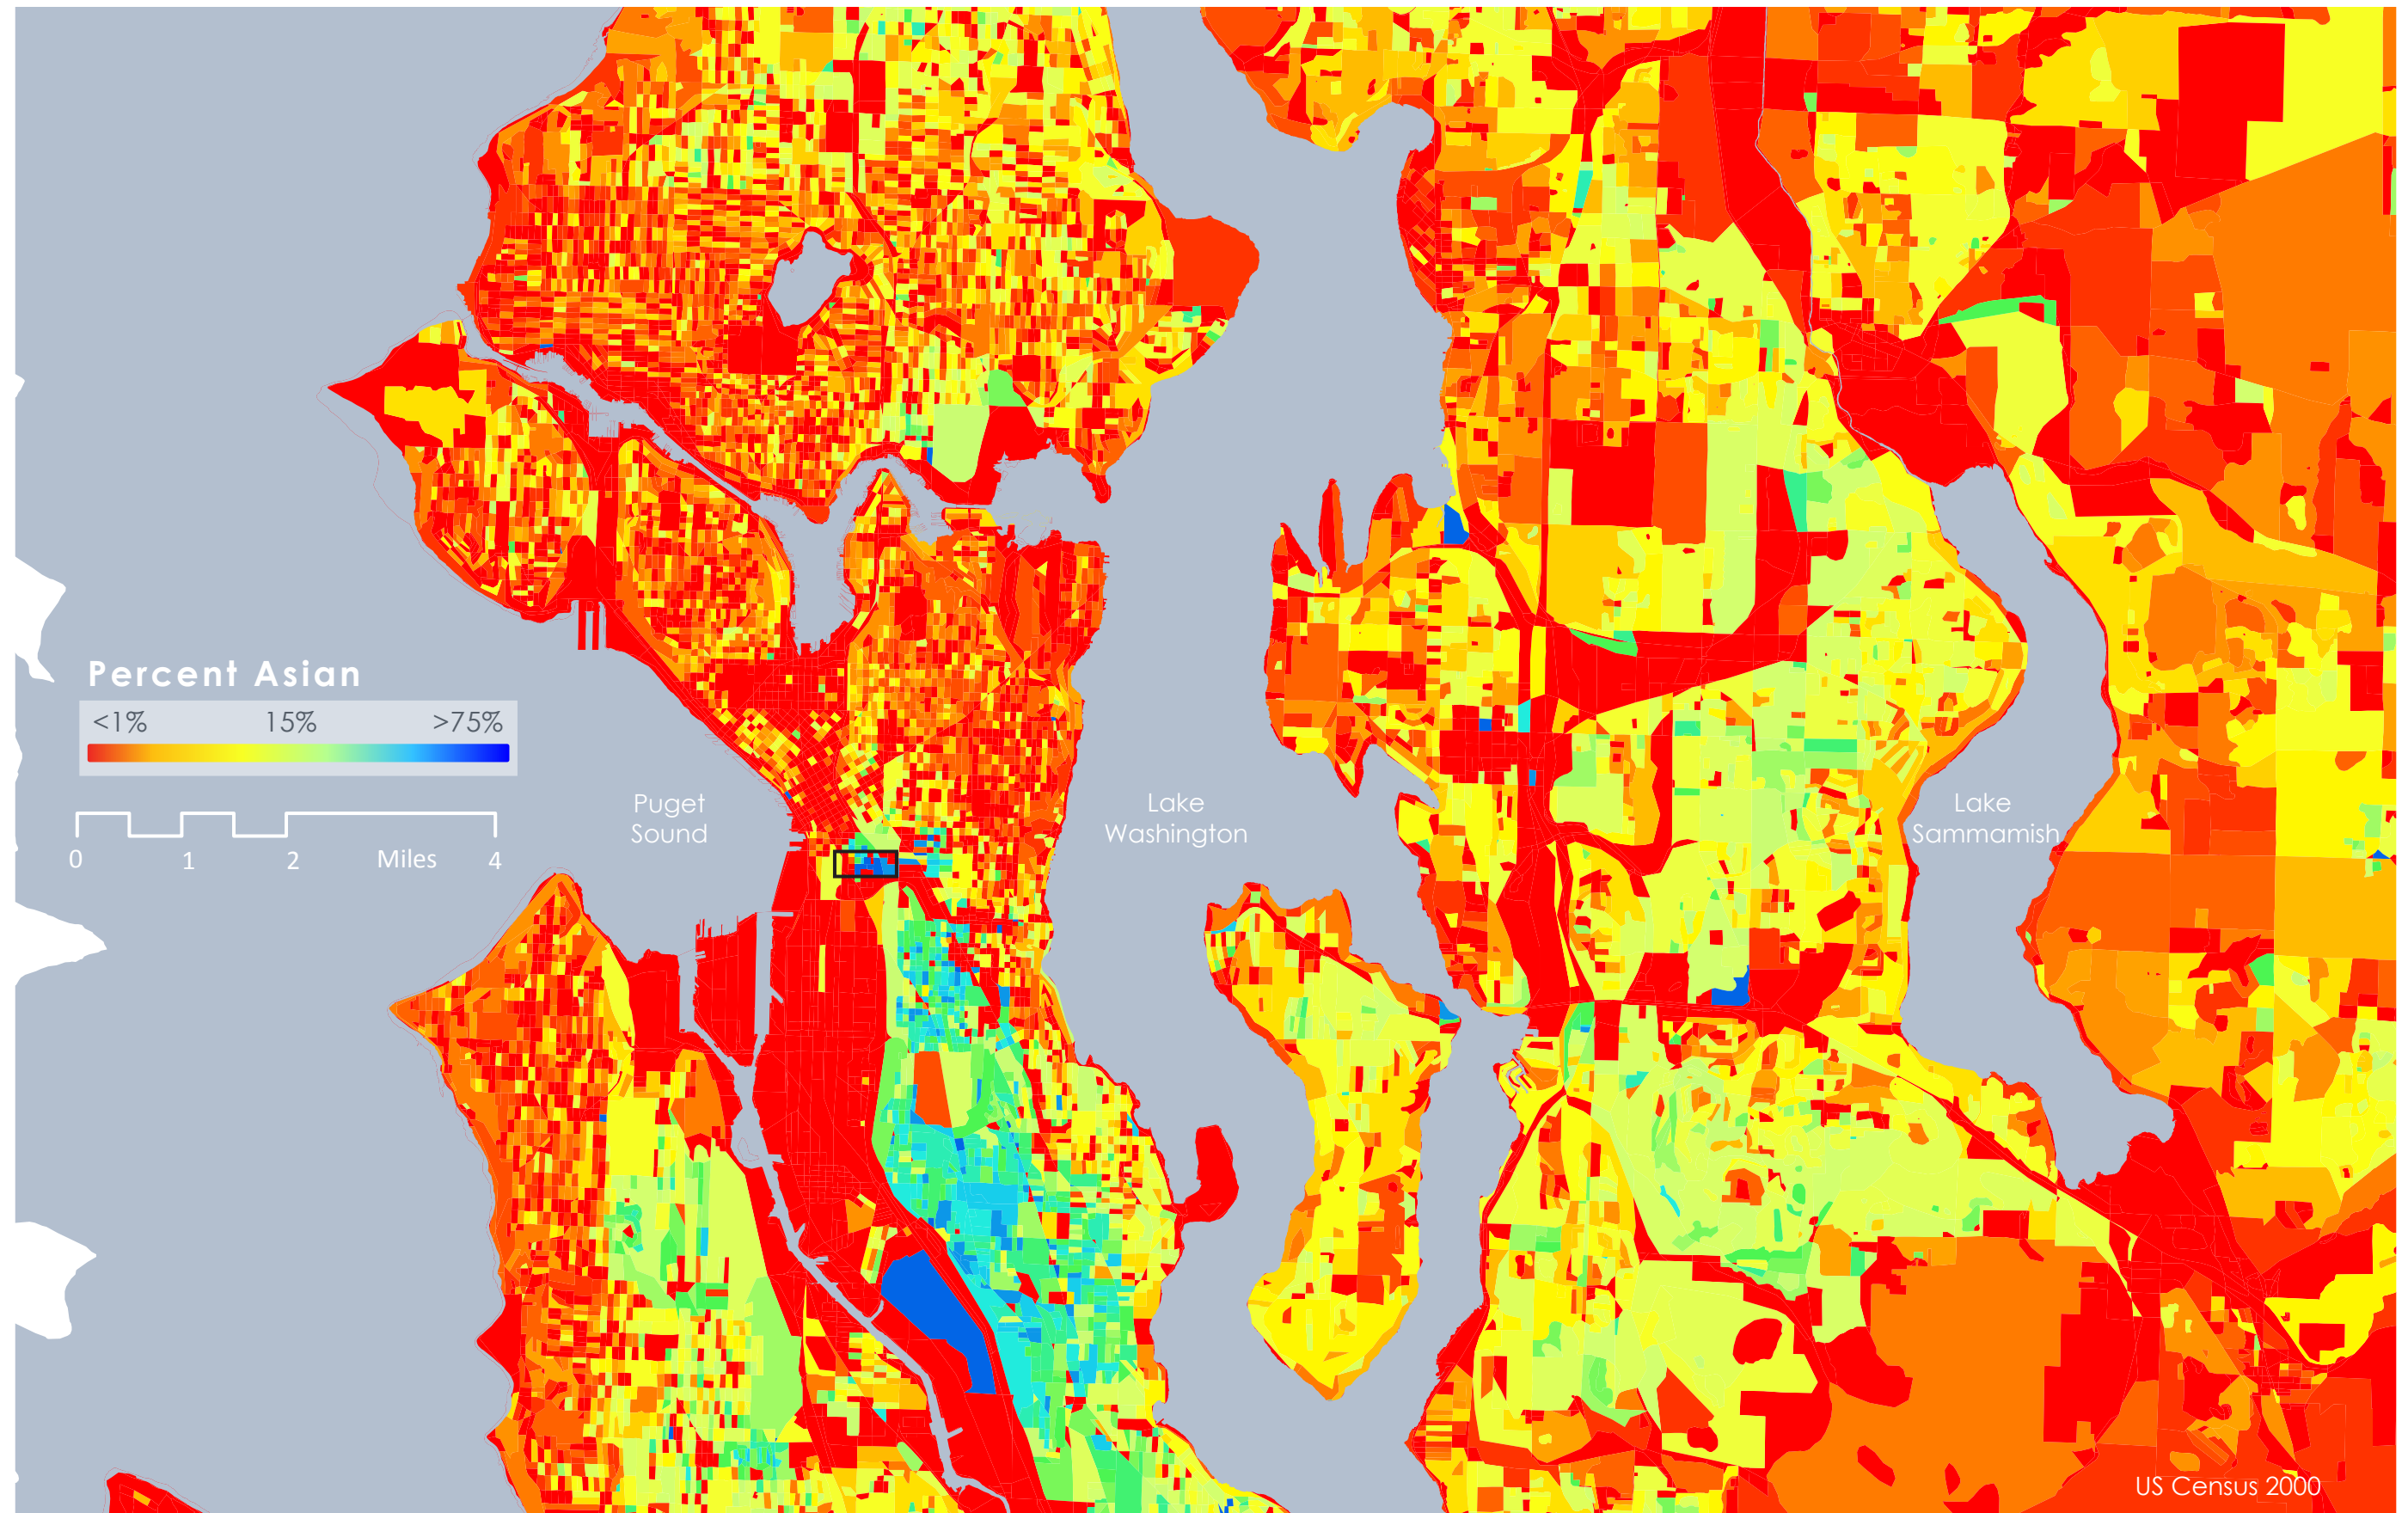 Percent Asian
<1% 15% >75%
Puget
Sound
Lake
Washington
Lake
Sammamish
0 1 2 Miles 4
US Census 2000